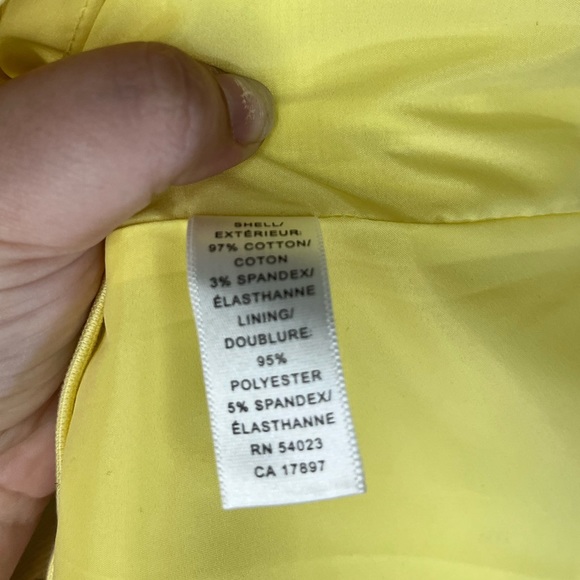 SHELL/
EXTÉRIEUR:
97% COTTON/
COTON
3% SPANDEX/
ÉLASTHANNE
LINING/
DOUBLURE:
95%
POLYESTER
5% SPANDEX/
ÉLASTHANNE
RN 54023
CA 17897